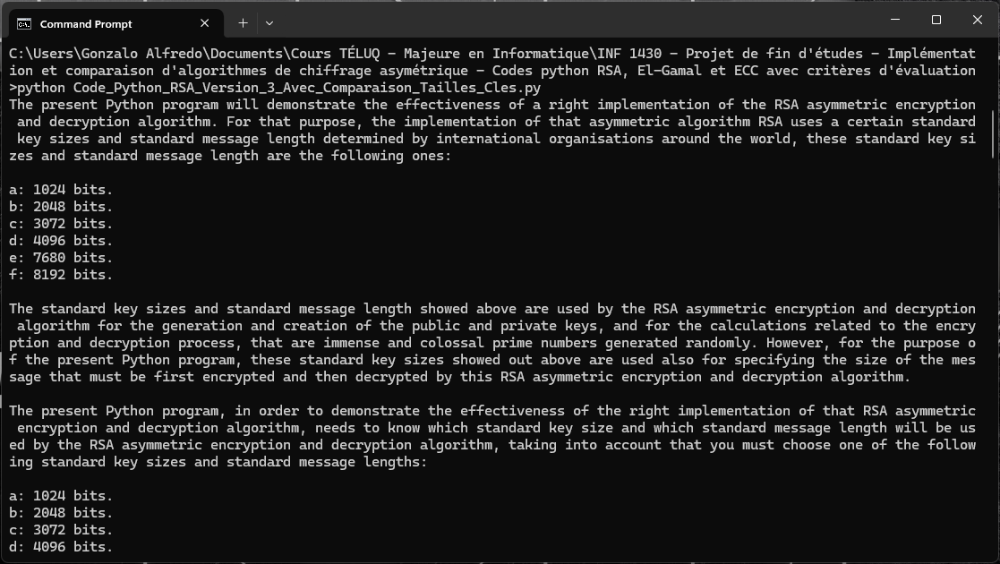 Command Prompt
C:\Users\Gonzalo Alfredo\Documents\Cours TÉLUQ - Majeure en Informatique\INF 1430 - Projet de fin d'études - Implémentat
ion et comparaison d'algorithmes de chiffrage asymétrique - Codes python RSA, El-Gamal et ECC avec critères d'évaluation
>python Code_Python_RSA_Version_3_Avec_Comparaison_Tailles_Cles.py
The present Python program will demonstrate the effectiveness of a right implementation of the RSA asymmetric encryption
 and decryption algorithm. For that purpose, the implementation of that asymmetric algorithm RSA uses a certain standard
 key sizes and standard message length determined by international organisations around the world, these standard key si
zes and standard message length are the following ones:

a: 1024 bits.
b: 2048 bits.
c: 3072 bits.
d: 4096 bits.
e: 7680 bits.
f: 8192 bits.

The standard key sizes and standard message length showed above are used by the RSA asymmetric encryption and decryption
 algorithm for the generation and creation of the public and private keys, and for the calculations related to the encry
ption and decryption process, that are immense and colossal prime numbers generated randomly. However, for the purpose o
f the present Python program, these standard key sizes showed out above are used also for specifying the size of the mes
sage that must be first encrypted and then decrypted by this RSA asymmetric encryption and decryption algorithm.

The present Python program, in order to demonstrate the effectiveness of the right implementation of that RSA asymmetric
 encryption and decryption algorithm, needs to know which standard key size and which standard message length will be us
ed by the RSA asymmetric encryption and decryption algorithm, taking into account that you must choose one of the follow
ing standard key sizes and standard message lengths:

a: 1024 bits.
b: 2048 bits.
c: 3072 bits.
d: 4096 bits.